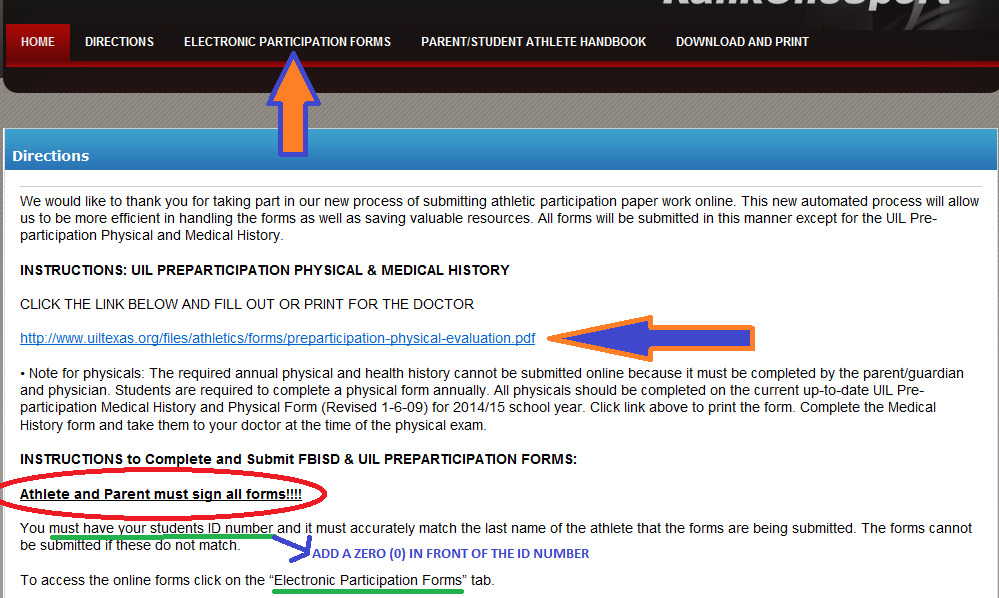 RankOneSport
HOME DIRECTIONS ELECTRONIC PARTICIPATION FORMS PARENT/STUDENT ATHLETE HANDBOOK DOWNLOAD AND PRINT
Directions
We would like to thank you for taking part in our new process of submitting athletic participation paper work online. This new automated process will allow
us to be more efficient in handling the forms as well as saving valuable resources. All forms will be submitted in this manner except for the UIL Pre-
participation Physical and Medical History.
INSTRUCTIONS: UIL PREPARTICIPATION PHYSICAL & MEDICAL HISTORY
CLICK THE LINK BELOW AND FILL OUT OR PRINT FOR THE DOCTOR
http://www.uiltexas.org/files/athletics/forms/preparticipation-physical-evaluation.pdf
• Note for physicals: The required annual physical and health history cannot be submitted online because it must be completed by the parent/guardian
and physician. Students are required to complete a physical form annually. All physicals should be completed on the current up-to-date UIL Pre-
participation Medical History and Physical Form (Revised 1-6-09) for 2014/15 school year. Click link above to print the form. Complete the Medical
History form and take them to your doctor at the time of the physical exam.
INSTRUCTIONS to Complete and Submit FBISD & UIL PREPARTICIPATION FORMS:
Athlete and Parent must sign all forms!!!!
You must have your students ID number and it must accurately match the last name of the athlete that the forms are being submitted. The forms cannot
be submitted if these do not match.
ADD A ZERO (0) IN FRONT OF THE ID NUMBER
To access the online forms click on the “Electronic Participation Forms” tab.